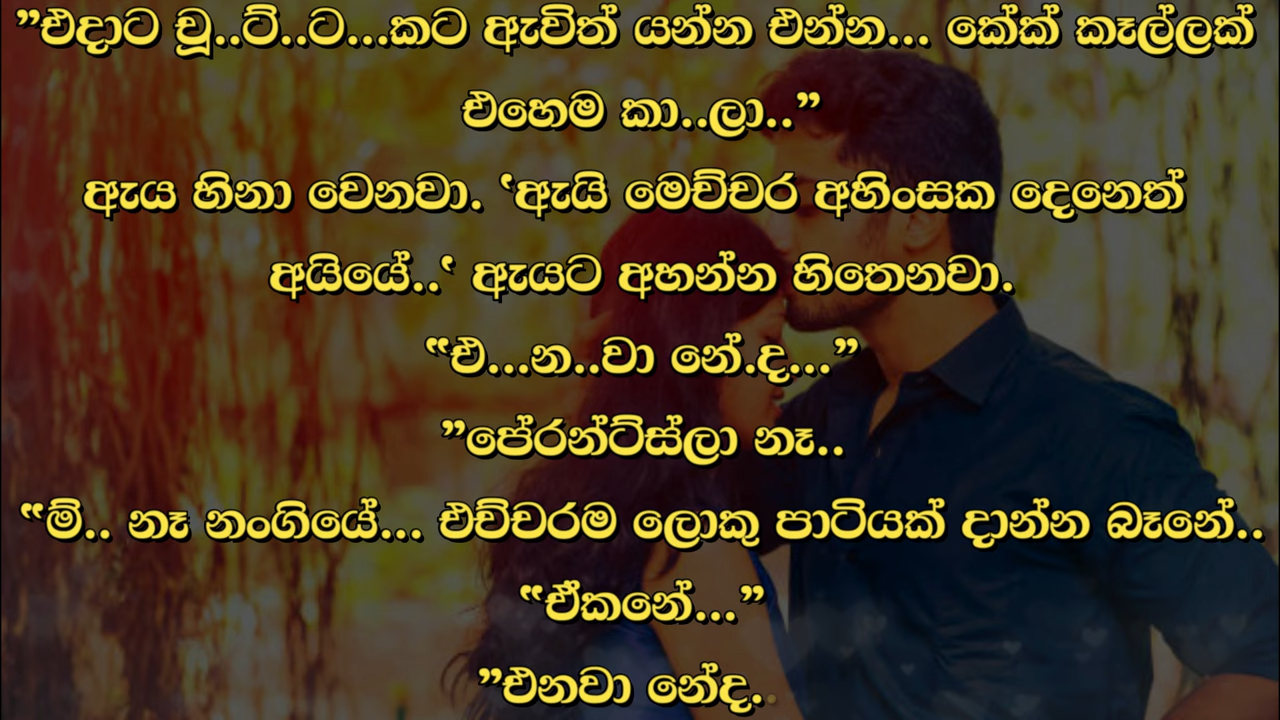 ”එදාට චූ..ට්..ට...කට ඇවිත් යන්න එන්න... කේක් කෑල්ලක්
එහෙම කා..ලා..”
ඇය හිනා වෙනවා. ‛ඇයි මෙච්චර අහිංසක දෙනෙත්
අයියේ..‛ ඇයට අහන්න හිතෙනවා.
“එ...න..වා නේ.ද...”
”පේරන්ට්ස්ලා නෑ..
“ම්.. නෑ නංගියේ... එච්චරම ලොකු පාටියක් දාන්න බෑනේ..
“ඒකනේ...”
”එනවා නේද..